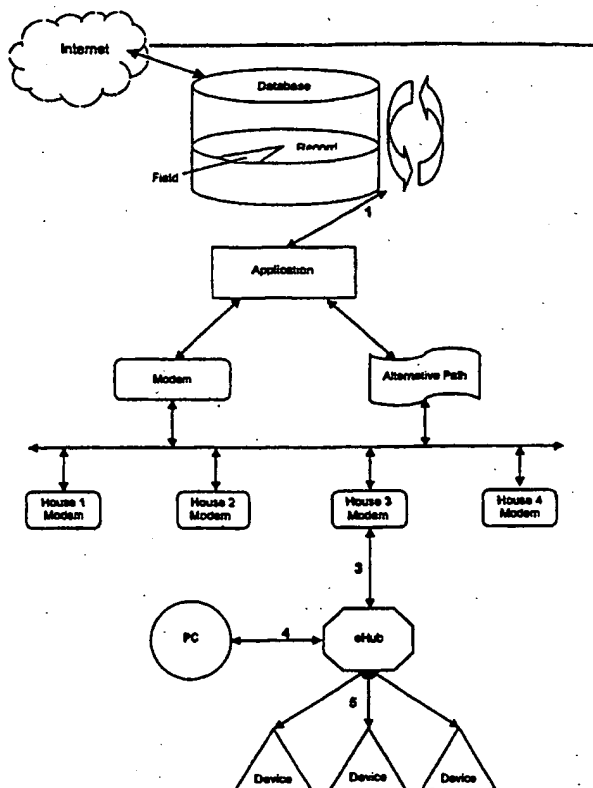 Internet
Database
Record
Field
1
Application
Modem
Alternative Path
House 1
Modem
House 2
Modem
House 3
Modem
House 4
Modem
3
PC
4
eHub
5
Device
Device
Device